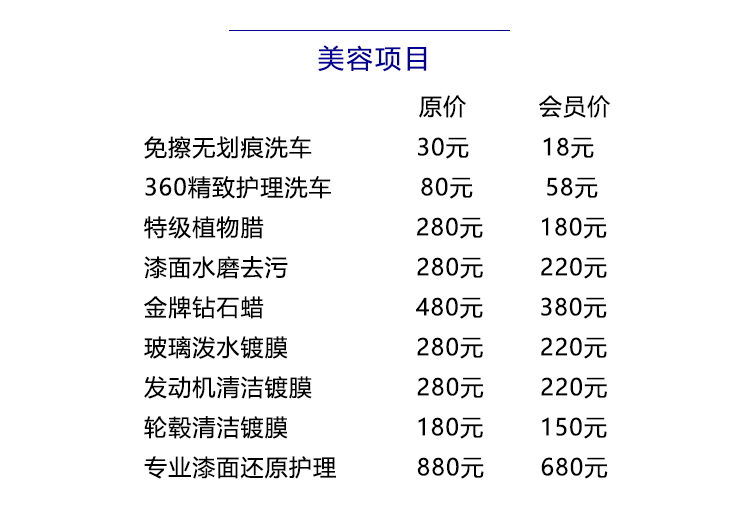 美容项目
原价 会员价
免擦无划痕洗车 30元 18元
360精致护理洗车 80元 58元
特级植物腊 280元 180元
漆面水磨去污 280元 220元
金牌钻石蜡 480元 380元
玻璃泼水镀膜 280元 220元
发动机清洁镀膜 280元 220元
轮毂清洁镀膜 180元 150元
专业漆面还原护理 880元 680元